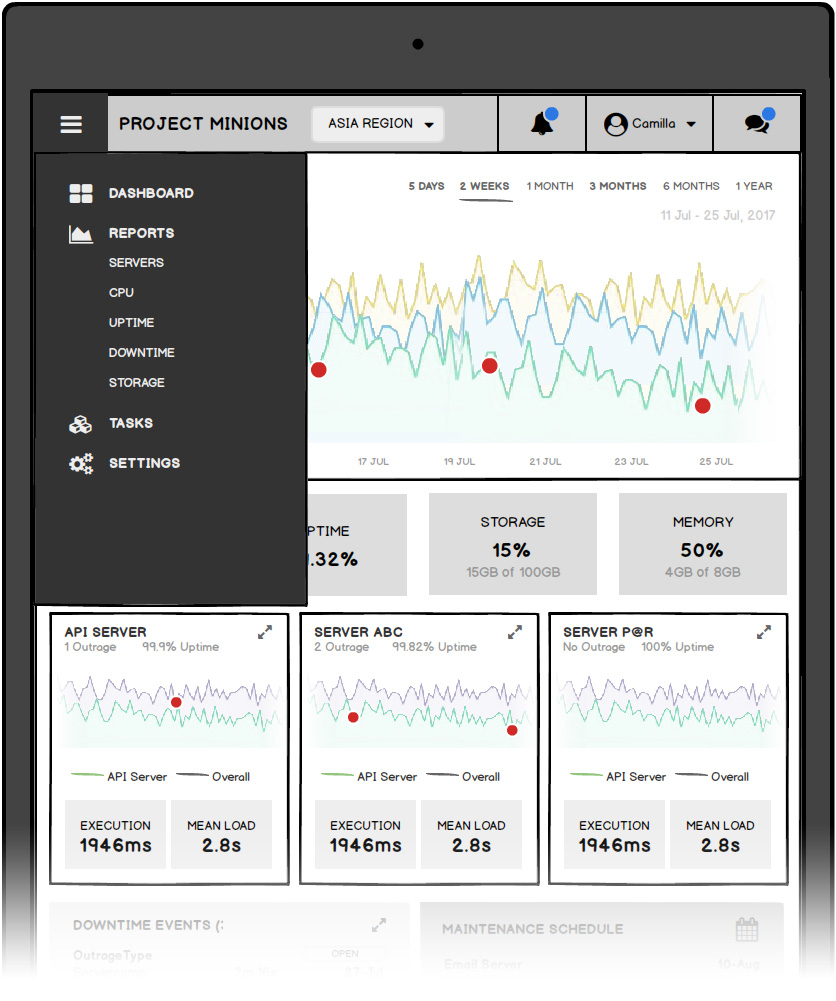 PROJECT MINIONS ASIA REGION Camilla
DASHBOARD
REPORTS
SERVERS
CPU
UPTIME
DOWNTIME
STORAGE
TASKS
SETTINGS
5 DAYS 2 WEEKS 1 MONTH 3 MONTHS 6 MONTHS 1 YEAR
11 Jul - 25 Jul, 2017
17 JUL 19 JUL 21 JUL 23 JUL 25 JUL
PTIME
.32%
STORAGE
15%
15GB of 100GB
MEMORY
50%
4GB of 8GB
API SERVER
1 Outrage 99.9% Uptime
API Server Overall
EXECUTION MEAN LOAD
1946ms 2.8s
SERVER ABC
2 Outrage 99.82% Uptime
API Server Overall
EXECUTION MEAN LOAD
1946ms 2.8s
SERVER P@R
No Outrage 100% Uptime
API Server Overall
EXECUTION MEAN LOAD
1946ms 2.8s
DOWNTIME EVENTS
OutrageType OPEN
MAINTENANCE SCHEDULE
Email Server 10-Aug